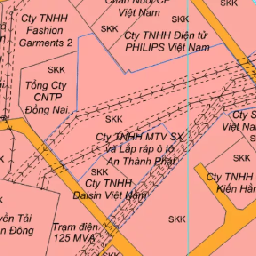 Việt Nam
SKK
Cty TNHH
Fashion
Garments 2
SKK
Cty TNHH Điện tử
PHILIPS Việt Nam
SKK
Tổng Cty
CNTP
Đồng Nai
SKK
Cty
Việt Na
Cty TNHH MTV SX
và Lắp ráp ô tô
An Thành Phát
SKK
Cty TNHH
Daisin Việt Nam
Cty TNHH
Kiến Hằn
Trạm điện
125 MVA
SKK
SKK